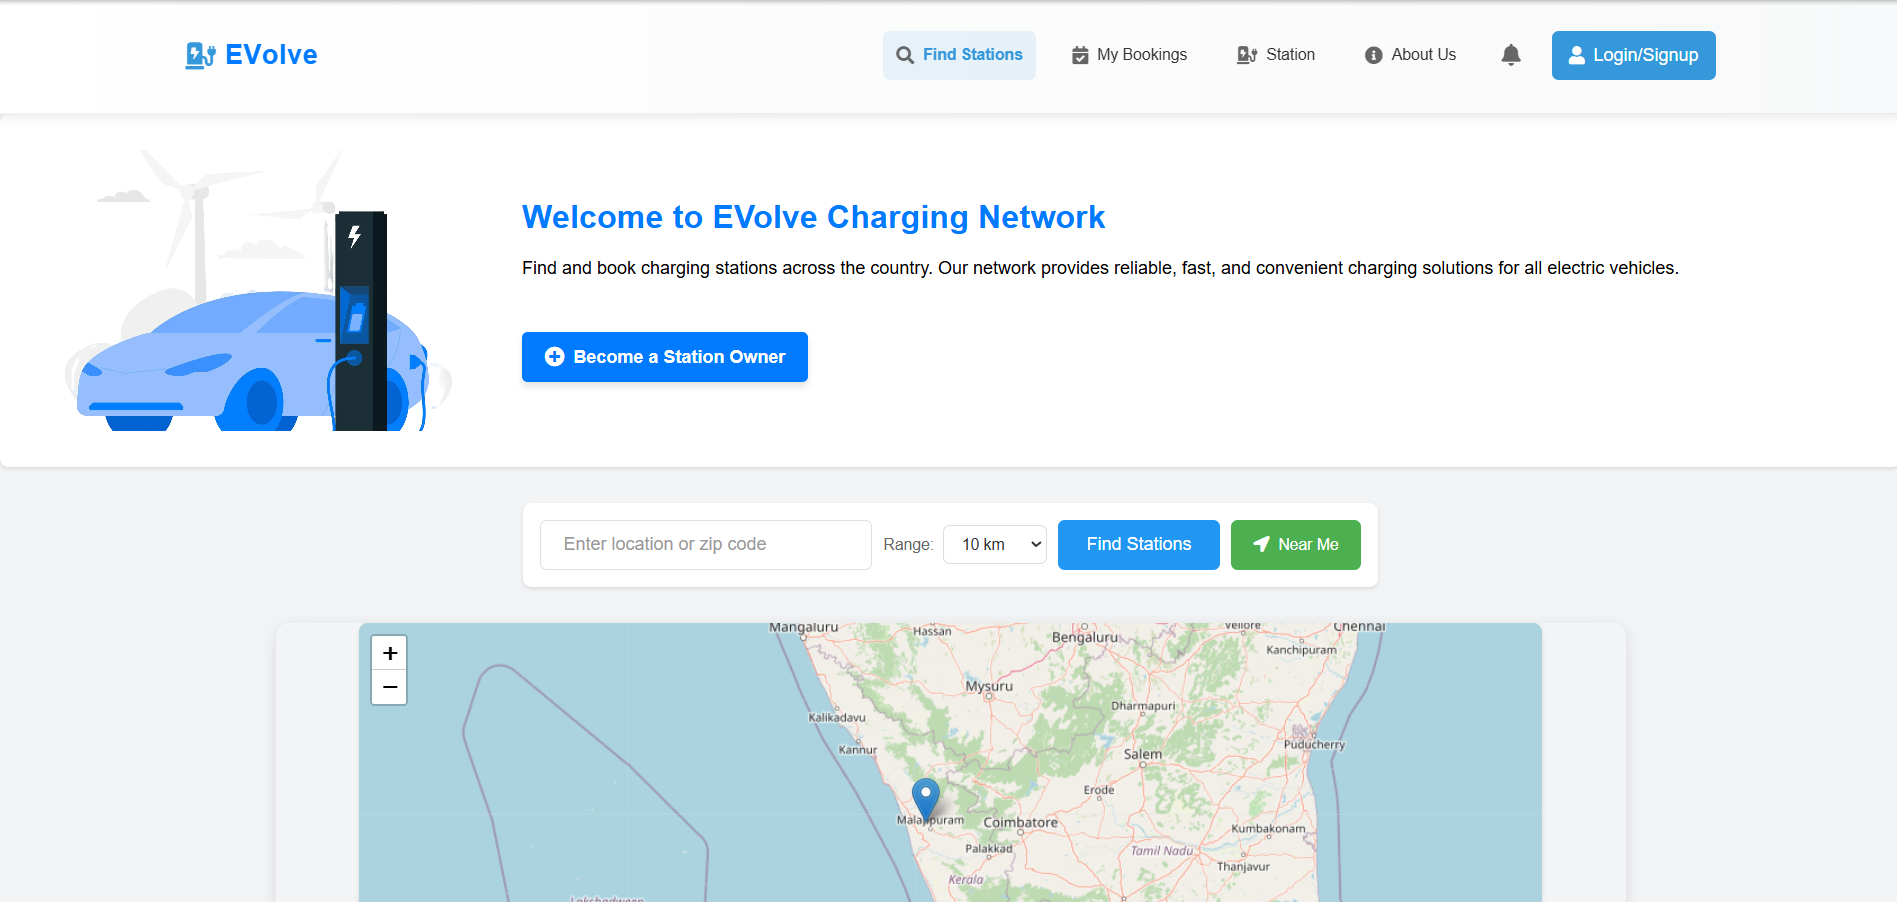 EVolve
Find Stations
My Bookings
Station
About Us
Login/Signup
Welcome to EVolve Charging Network
Find and book charging stations across the country. Our network provides reliable, fast, and convenient charging solutions for all electric vehicles.
Become a Station Owner
Enter location or zip code
Range:
10 km
Find Stations
Near Me
+
−
Mangaluru
Hassan
Bengaluru
Vellore
Chennai
Kanchipuram
Mysuru
Dharmapuri
Kalikadavu
Kannur
Salem
Puducherry
Erode
Malappuram
Coimbatore
Kumbakonam
Palakkad
Tamil Nadu
Thanjavur
Kerala
Lakshadweep